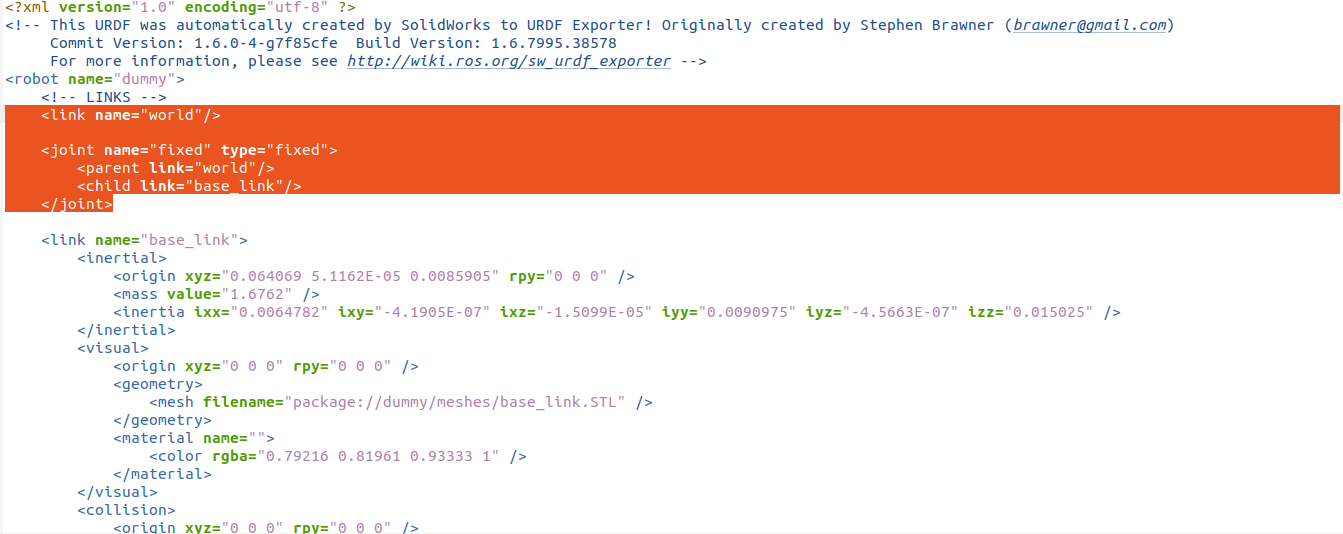 <?xml version="1.0" encoding="utf-8" ?>
<!-- This URDF was automatically created by SolidWorks to URDF Exporter! Originally created by Stephen Brawner (brawner@gmail.com)
     Commit Version: 1.6.0-4-g7f85cfe  Build Version: 1.6.7995.38578
     For more information, please see http://wiki.ros.org/sw_urdf_exporter -->
<robot name="dummy">
    <!-- LINKS -->
    <link name="world"/>
    <joint name="fixed" type="fixed">
        <parent link="world"/>
        <child link="base_link"/>
    </joint>
    <link name="base_link">
        <inertial>
            <origin xyz="0.064069 5.1162E-05 0.0085905" rpy="0 0 0" />
            <mass value="1.6762" />
            <inertia ixx="0.0064782" ixy="-4.1905E-07" ixz="-1.5099E-05" iyy="0.0090975" iyz="-4.5663E-07" izz="0.015025" />
        </inertial>
        <visual>
            <origin xyz="0 0 0" rpy="0 0 0" />
            <geometry>
                <mesh filename="package://dummy/meshes/base_link.STL" />
            </geometry>
            <material name="">
                <color rgba="0.79216 0.81961 0.93333 1" />
            </material>
        </visual>
        <collision>
            <origin xyz="0 0 0" rpy="0 0 0" />